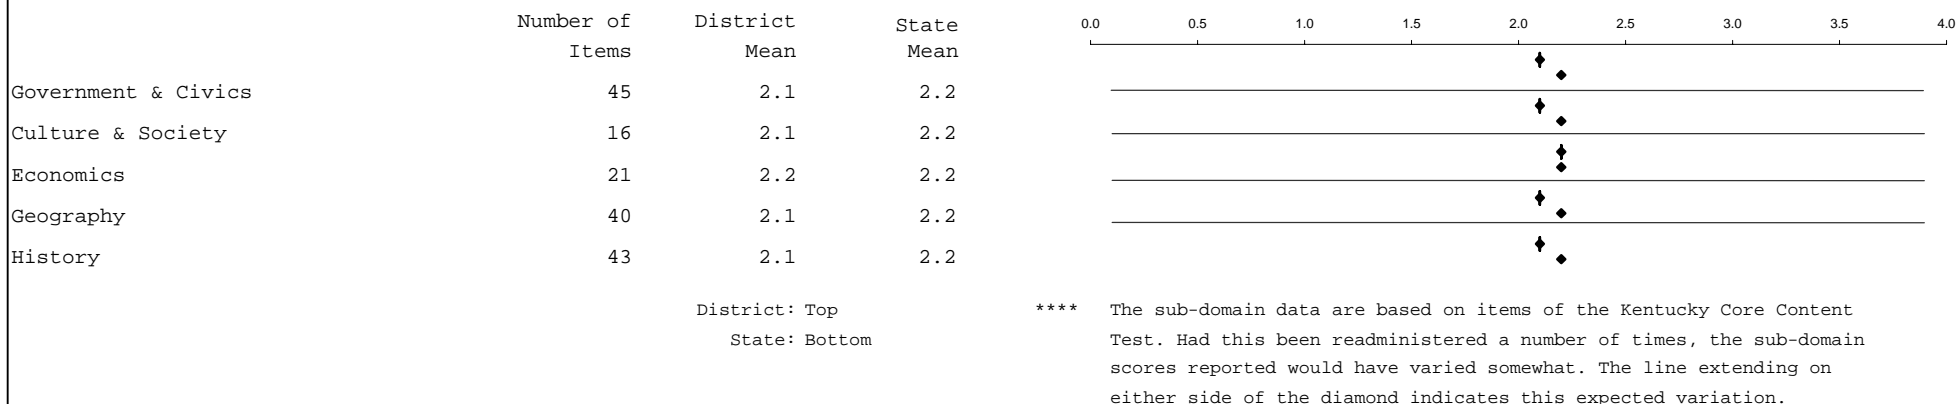 Number of District State
Items Mean Mean
0.0 0.5 1.0 1.5 2.0 2.5 3.0 3.5 4.0
Government & Civics 45 2.1 2.2
Culture & Society 16 2.1 2.2
Economics 21 2.2 2.2
Geography 40 2.1 2.2
History 43 2.1 2.2
District: Top
State: Bottom
**** The sub-domain data are based on items of the Kentucky Core Content
Test. Had this been readministered a number of times, the sub-domain
scores reported would have varied somewhat. The line extending on
either side of the diamond indicates this expected variation.